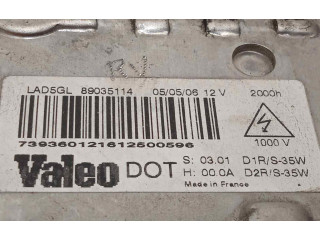 LAD5GL 89035114 05/05/06 12V 2000h
1000 V
739360121612500596
Valeo DOT S: 03.01 D1R/S-35W
H: 00.0A D2R/S-35W
Made in France